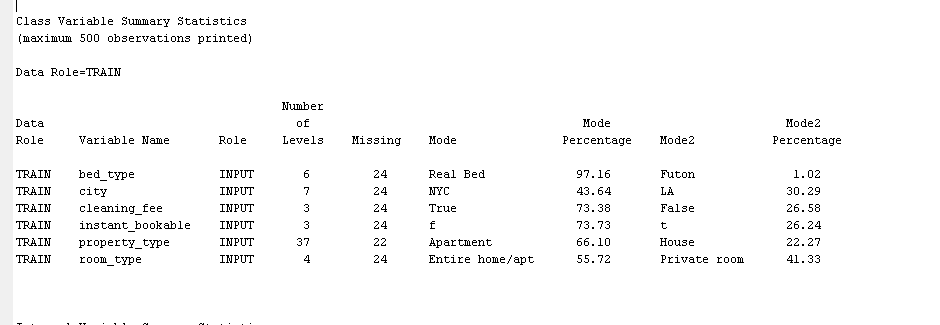 Class Variable Summary Statistics
(maximum 500 observations printed)
Data Role=TRAIN
Number
Data of Mode Mode2
Role Variable Name Role Levels Missing Mode Percentage Mode2 Percentage
TRAIN bed_type INPUT 6 24 Real Bed 97.16 Futon 1.02
TRAIN city INPUT 7 24 NYC 43.64 LA 30.29
TRAIN cleaning_fee INPUT 3 24 True 73.38 False 26.58
TRAIN instant_bookable INPUT 3 24 f 73.73 t 26.24
TRAIN property_type INPUT 37 22 Apartment 66.10 House 22.27
TRAIN room_type INPUT 4 24 Entire home/apt 55.72 Private room 41.33